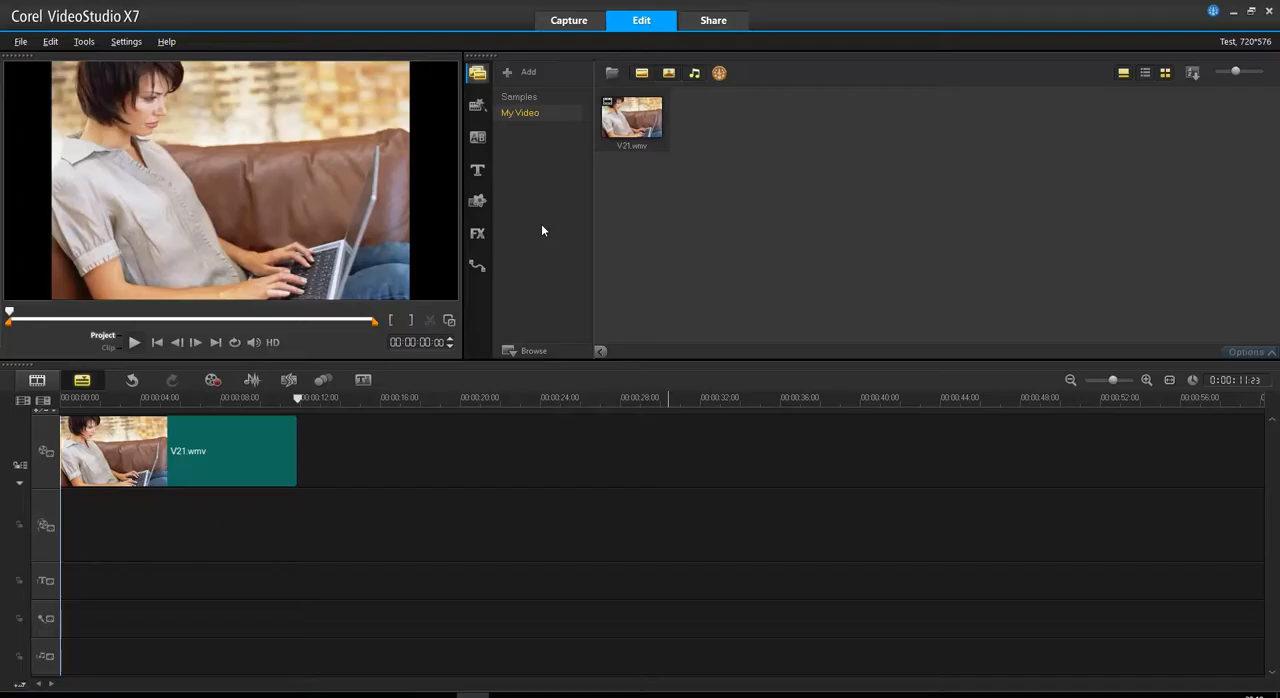 Corel VideoStudio X7
Capture Edit Share
File Edit Tools Settings Help Test, 720*576
Add
Samples
My Video
V21.wmv
AB
T
FX
Project
Clip
HD
[ ] 00:00:00:00
Browse Options
0:00:11:23
00:00:00:00 00:00:04:00 00:00:08:00 00:00:12:00 00:00:16:00 00:00:20:00 00:00:24:00 00:00:28:00 00:00:32:00 00:00:36:00 00:00:40:00 00:00:44:00 00:00:48:00 00:00:52:00 00:00:56:00
V21.wmv